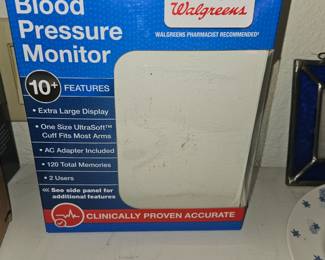 Blood
Pressure
Monitor
Walgreens
WALGREENS PHARMACIST RECOMMENDED†
10+ FEATURES
• Extra Large Display
• One Size UltraSoft™
Cuff Fits Most Arms
• AC Adapter Included
• 120 Total Memories
• 2 Users
<<< See side panel for
additional features
CLINICALLY PROVEN ACCURATE